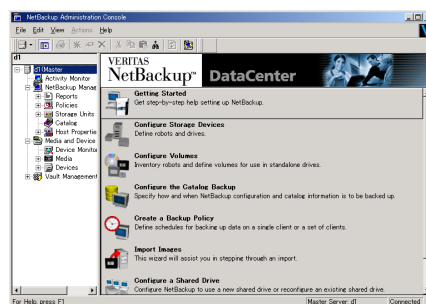 NetBackup Administration Console
File Edit View Actions Help
d1
d1(Master
Activity Monitor
NetBackup Manag
Reports
Policies
Storage Units
Catalog
Host Propertie
Media and Device
Device Monitor
Media
Devices
Vault Management
VERITAS
NetBackup™ DataCenter
Getting Started
Get step-by-step help setting up NetBackup.
Configure Storage Devices
Define robots and drives.
Configure Volumes
Inventory robots and define volumes for use in standalone drives.
Configure the Catalog Backup
Specify how and when NetBackup configuration and catalog information is to be backed up.
Create a Backup Policy
Define schedules for backing up data on a single client or a set of clients.
Import Images
This wizard will assist you in stepping through an import.
Configure a Shared Drive
Configure NetBackup to use a new shared drive or reconfigure an existing shared drive.
For Help, press F1
Master Server: d1
Connected